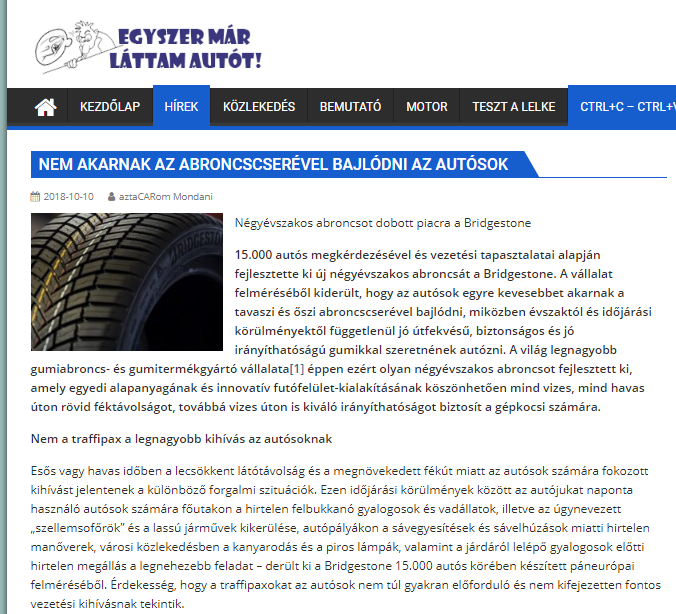 EGYSZER MÁR
LÁTTAM AUTÓT!
KEZDŐLAP HÍREK KÖZLEKEDÉS BEMUTATÓ MOTOR TESZT A LELKE CTRL+C – CTRL+V
NEM AKARNAK AZ ABRONCSCSERÉVEL BAJLÓDNI AZ AUTÓSOK
2018-10-10 aztaCARom Mondani
BRIDGESTONE
Négyévszakos abroncsot dobott piacra a Bridgestone
15.000 autós megkérdezésével és vezetési tapasztalatai alapján
fejlesztette ki új négyévszakos abroncsát a Bridgestone. A vállalat
felméréséből kiderült, hogy az autósok egyre kevesebbet akarnak a
tavaszi és őszi abroncscserével bajlódni, miközben évszaktól és időjárási
körülményektől függetlenül jó útfekvésű, biztonságos és jó
irányíthatóságú gumikkal szeretnének autózni. A világ legnagyobb
gumiabroncs- és gumitermékgyártó vállalata[1] éppen ezért olyan négyévszakos abroncsot fejlesztett ki,
amely egyedi alapanyagának és innovatív futófelület-kialakításának köszönhetően mind vizes, mind havas
úton rövid féktávolságot, továbbá vizes úton is kiváló irányíthatóságot biztosít a gépkocsi számára.
Nem a traffipax a legnagyobb kihívás az autósoknak
Esős vagy havas időben a lecsökkent látótávolság és a megnövekedett fékút miatt az autósok számára fokozott
kihívást jelentenek a különböző forgalmi szituációk. Ezen időjárási körülmények között az autójukat naponta
használó autósok számára főutakon a hirtelen felbukkanó gyalogosok és vadállatok, illetve az úgynevezett
„szellemsofőrök” és a lassú járművek kikerülése, autópályákon a sávegyesítések és sávelhúzások miatti hirtelen
manőverek, városi közlekedésben a kanyarodás és a piros lámpák, valamint a járdáról lelépő gyalogosok előtti
hirtelen megállás a legnehezebb feladat – derült ki a Bridgestone 15.000 autós körében készített páneurópai
felméréséből. Érdekesség, hogy a traffipaxokat az autósok nem túl gyakran előforduló és nem kifejezetten fontos
vezetési kihívásnak tekintik.